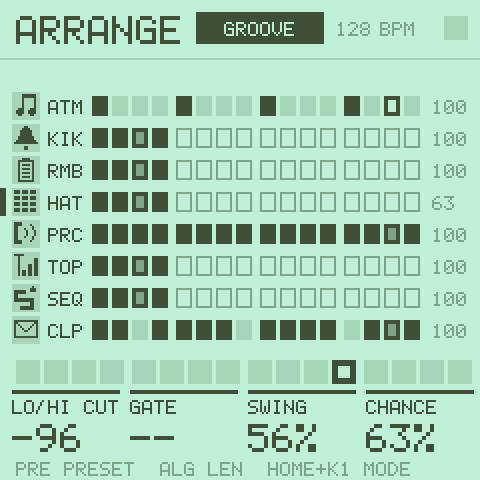 ARRANGE GROOVE 128 BPM
ATM 100
KIK 100
RMB 100
HAT 63
PRC 100
TOP 100
SEQ 100
CLP 100
LO/HI CUT GATE SWING CHANCE
-96 -- 56% 63%
PRE PRESET ALG LEN HOME+K1 MODE